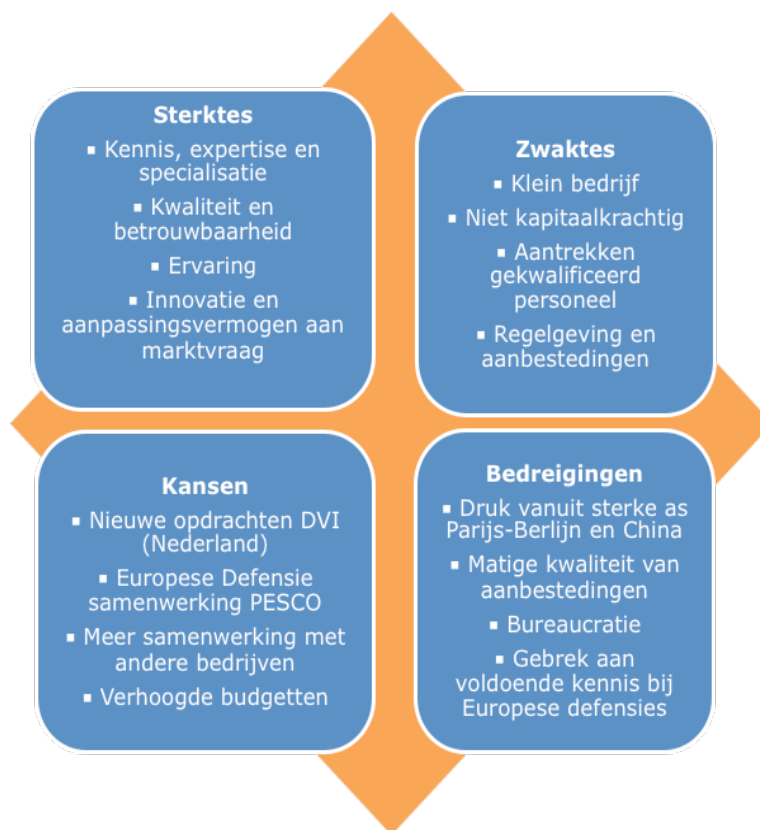 Sterktes
▪ Kennis, expertise en
specialisatie
▪ Kwaliteit en
betrouwbaarheid
▪ Ervaring
▪ Innovatie en
aanpassingsvermogen aan
marktvraag
Zwaktes
▪ Klein bedrijf
▪ Niet kapitaalkrachtig
▪ Aantrekken
gekwalificeerd
personeel
▪ Regelgeving en
aanbestedingen
Kansen
▪ Nieuwe opdrachten DVI
(Nederland)
▪ Europese Defensie
samenwerking PESCO
▪ Meer samenwerking met
andere bedrijven
▪ Verhoogde budgetten
Bedreigingen
▪ Druk vanuit sterke as
Parijs-Berlijn en China
▪ Matige kwaliteit van
aanbestedingen
▪ Bureaucratie
▪ Gebrek aan
voldoende kennis bij
Europese defensies